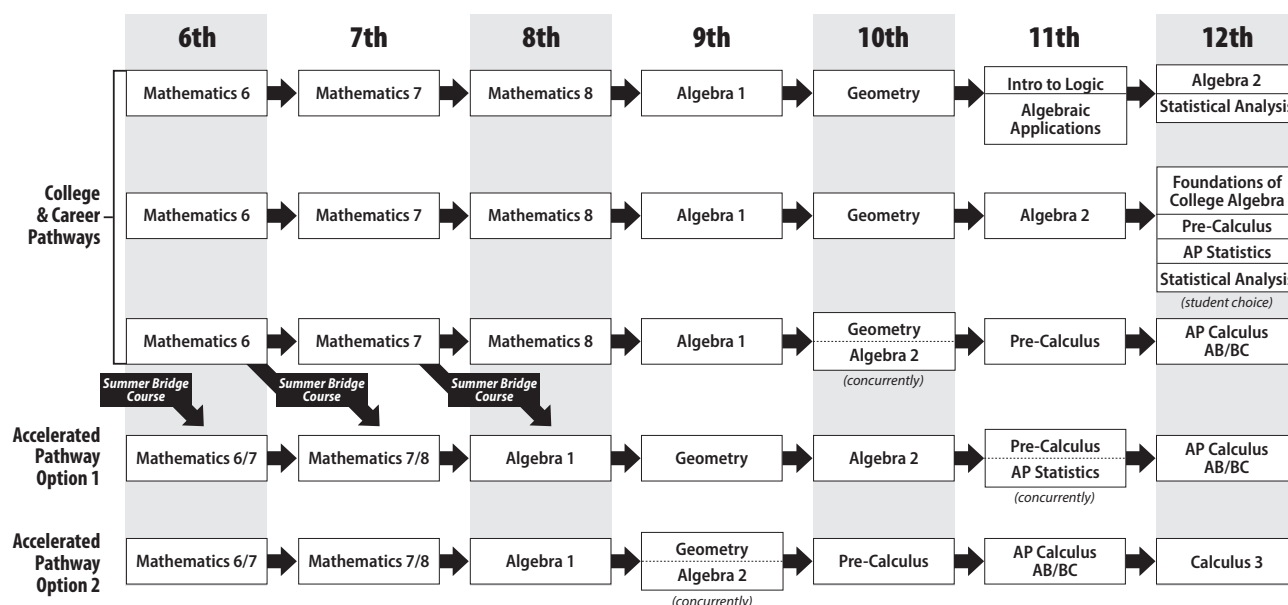 6th 7th 8th 9th 10th 11th 12th
College
& Career
Pathways
Mathematics 6
Mathematics 7
Mathematics 8
Algebra 1
Geometry
Intro to Logic
Algebraic
Applications
Algebra 2
Statistical Analysis
Mathematics 6
Mathematics 7
Mathematics 8
Algebra 1
Geometry
Algebra 2
Foundations of
College Algebra
Pre-Calculus
AP Statistics
Statistical Analysis
(student choice)
Mathematics 6
Mathematics 7
Mathematics 8
Algebra 1
Geometry
Algebra 2
(concurrently)
Pre-Calculus
AP Calculus
AB/BC
Summer Bridge
Course
Summer Bridge
Course
Summer Bridge
Course
Accelerated
Pathway
Option 1
Mathematics 6/7
Mathematics 7/8
Algebra 1
Geometry
Algebra 2
Pre-Calculus
AP Statistics
(concurrently)
AP Calculus
AB/BC
Accelerated
Pathway
Option 2
Mathematics 6/7
Mathematics 7/8
Algebra 1
Geometry
Algebra 2
(concurrently)
Pre-Calculus
AP Calculus
AB/BC
Calculus 3